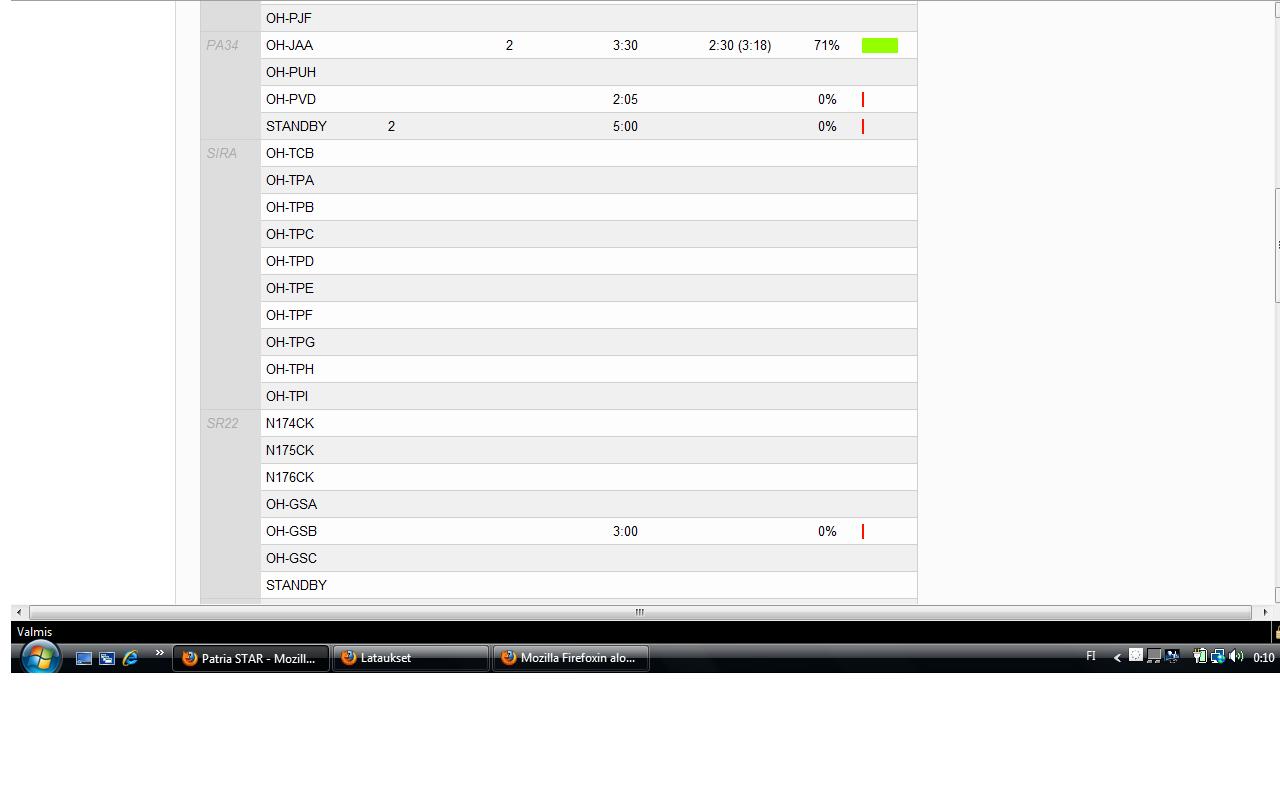 OH-PJF
PA34 OH-JAA 2 3:30 2:30 (3:18) 71%
OH-PUH
OH-PVD 2:05 0%
STANDBY 2 5:00 0%
SIRA OH-TCB
OH-TPA
OH-TPB
OH-TPC
OH-TPD
OH-TPE
OH-TPF
OH-TPG
OH-TPH
OH-TPI
SR22 N174CK
N175CK
N176CK
OH-GSA
OH-GSB 3:00 0%
OH-GSC
STANDBY
Valmis
» Patria STAR - Mozill... Lataukset Mozilla Firefoxin alo... FI 0:10